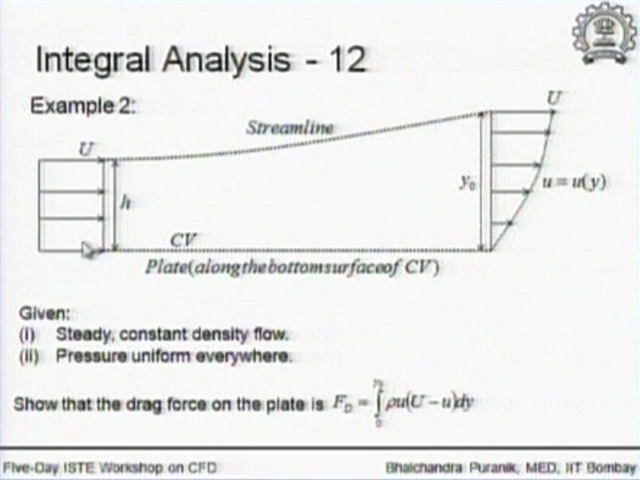 Integral Analysis - 12
Example 2:
U
Streamline
U
h
y₀
u = u(y)
CV
Plate(alongthebottomsurfaceof CV)
Given:
(i) Steady, constant density flow.
(ii) Pressure uniform everywhere.
Show that the drag force on the plate is F_D = ∫₀^{y₀} ρu(U − u)dy
Five-Day ISTE Workshop on CFD
Bhalchandra Puranik, MED, IIT Bombay